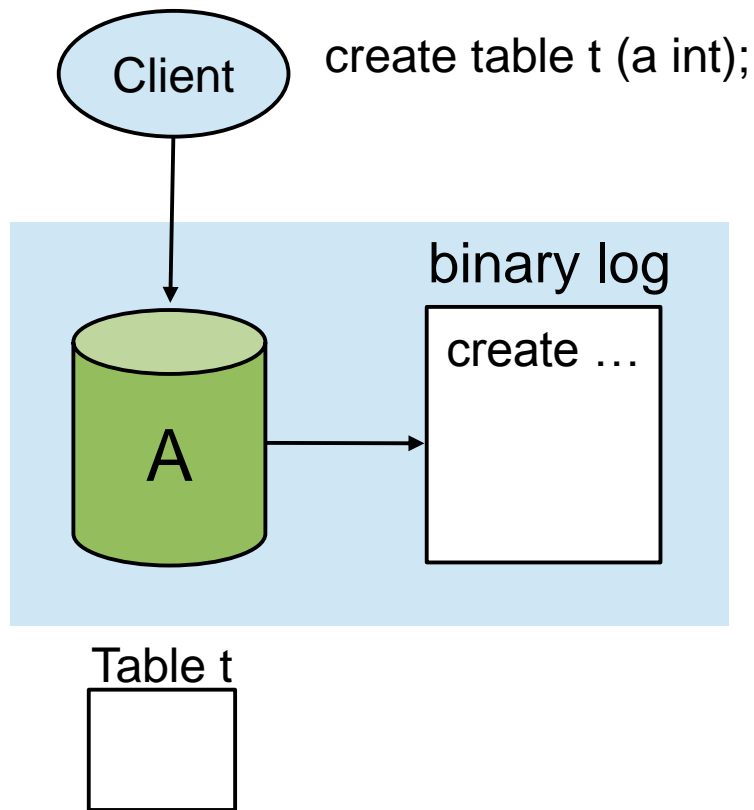 Client
create table t (a int);
binary log
create …
A
Table t